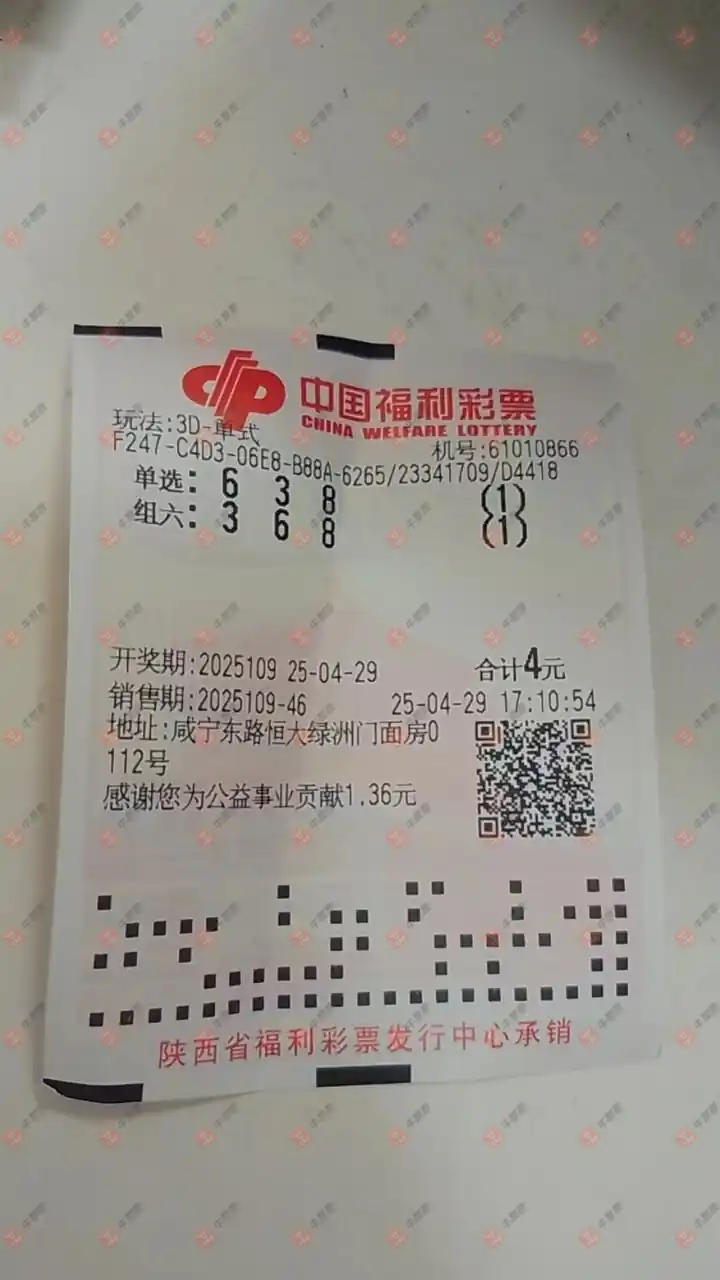 中国福利彩票
CHINA WELFARE LOTTERY
玩法:3D-单式
机号:61010866
F247-C4D3-06E8-B88A-6265/23341709/D4418
单选: 6 3 8 (1)
组六: 3 6 8 (1)
开奖期:2025109 25-04-29 合计4元
销售期:2025109-46 25-04-29 17:10:54
地址:咸宁东路恒大绿洲门面房0
112号
感谢您为公益事业贡献1.36元
陕西省福利彩票发行中心承销